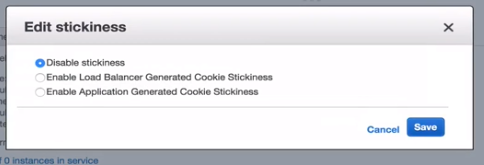 Edit stickiness
Disable stickiness
Enable Load Balancer Generated Cookie Stickiness
Enable Application Generated Cookie Stickiness
Cancel
Save
0 instances in service